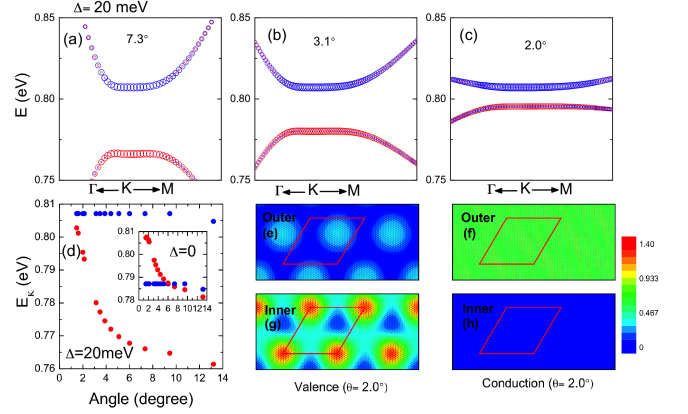 Δ= 20 meV
0.85
0.80
0.75
E (eV)
(a)
7.3°
(b)
3.1°
(c)
2.0°
0.85
0.80
0.75
0.85
0.80
0.75
Γ ← K → M
Γ ← K → M
Γ ← K → M
0.81
0.80
0.79
0.78
0.77
0.76
E_K (eV)
(d)
Δ=0
0.81
0.80
0.79
0.78
0 2 4 6 8 10 1213 14
Δ=20meV
0 2 4 6 8 10 12 14
Angle (degree)
Outer
(e)
Outer
(f)
Inner
(g)
Inner
(h)
Valence (θ= 2.0°)
Conduction (θ= 2.0°)
1.40
0.933
0.467
0